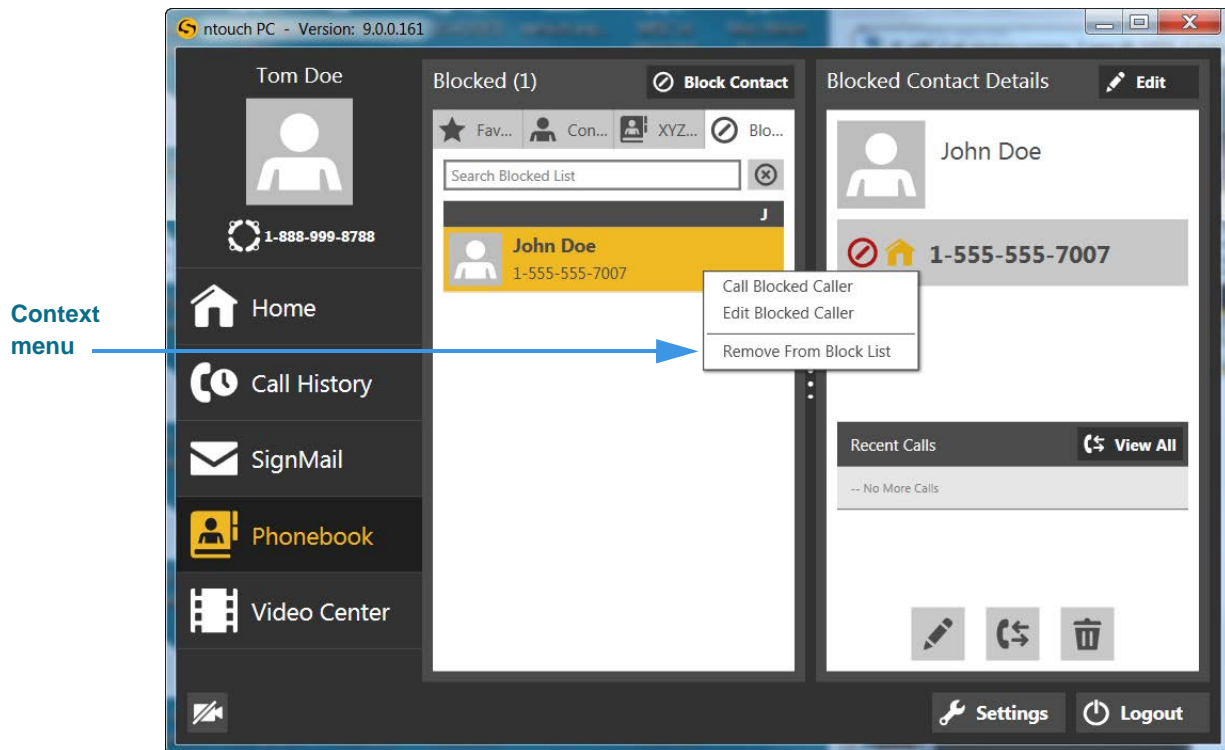 ntouch PC - Version: 9.0.0.161
Tom Doe
1-888-999-8788
Home
Call History
SignMail
Phonebook
Video Center
Context
menu
Blocked (1)
Block Contact
Fav...
Con...
XYZ...
Blo...
Search Blocked List
J
John Doe
1-555-555-7007
Call Blocked Caller
Edit Blocked Caller
Remove From Block List
Blocked Contact Details
Edit
John Doe
1-555-555-7007
Recent Calls
View All
-- No More Calls
Settings
Logout